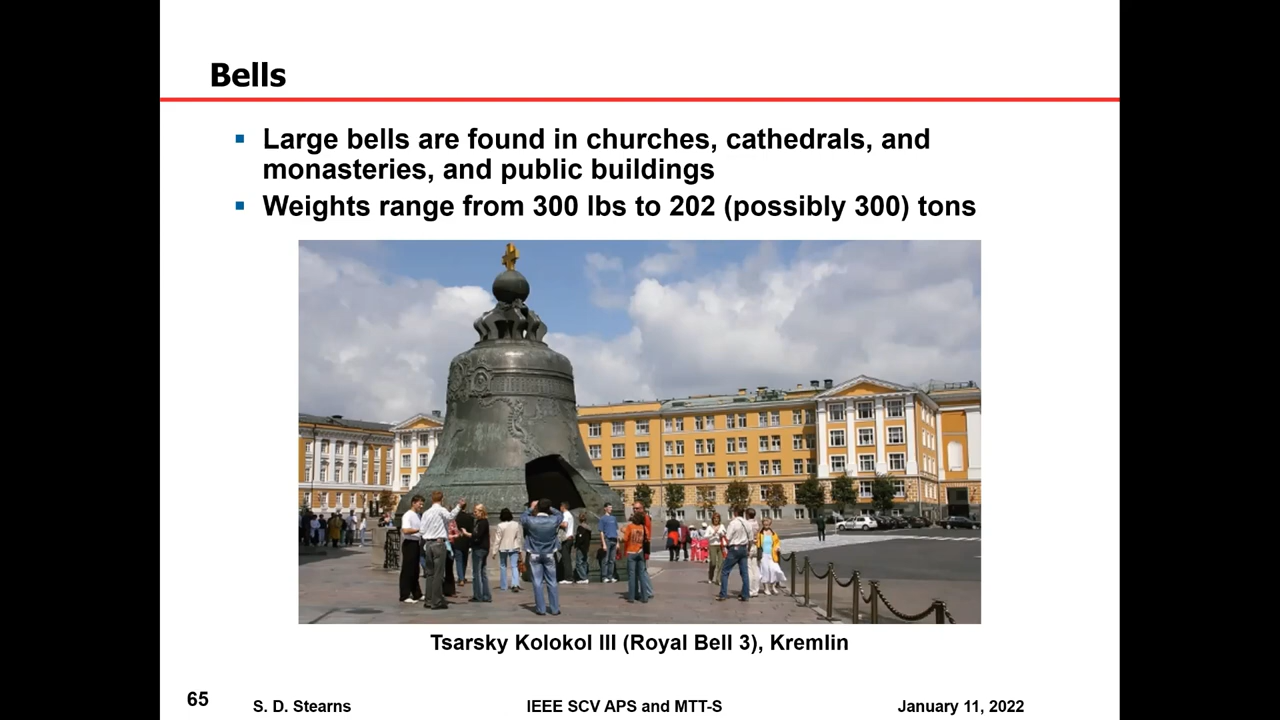 Bells
Large bells are found in churches, cathedrals, and
monasteries, and public buildings
Weights range from 300 lbs to 202 (possibly 300) tons
Tsarsky Kolokol III (Royal Bell 3), Kremlin
65 S. D. Stearns IEEE SCV APS and MTT-S January 11, 2022